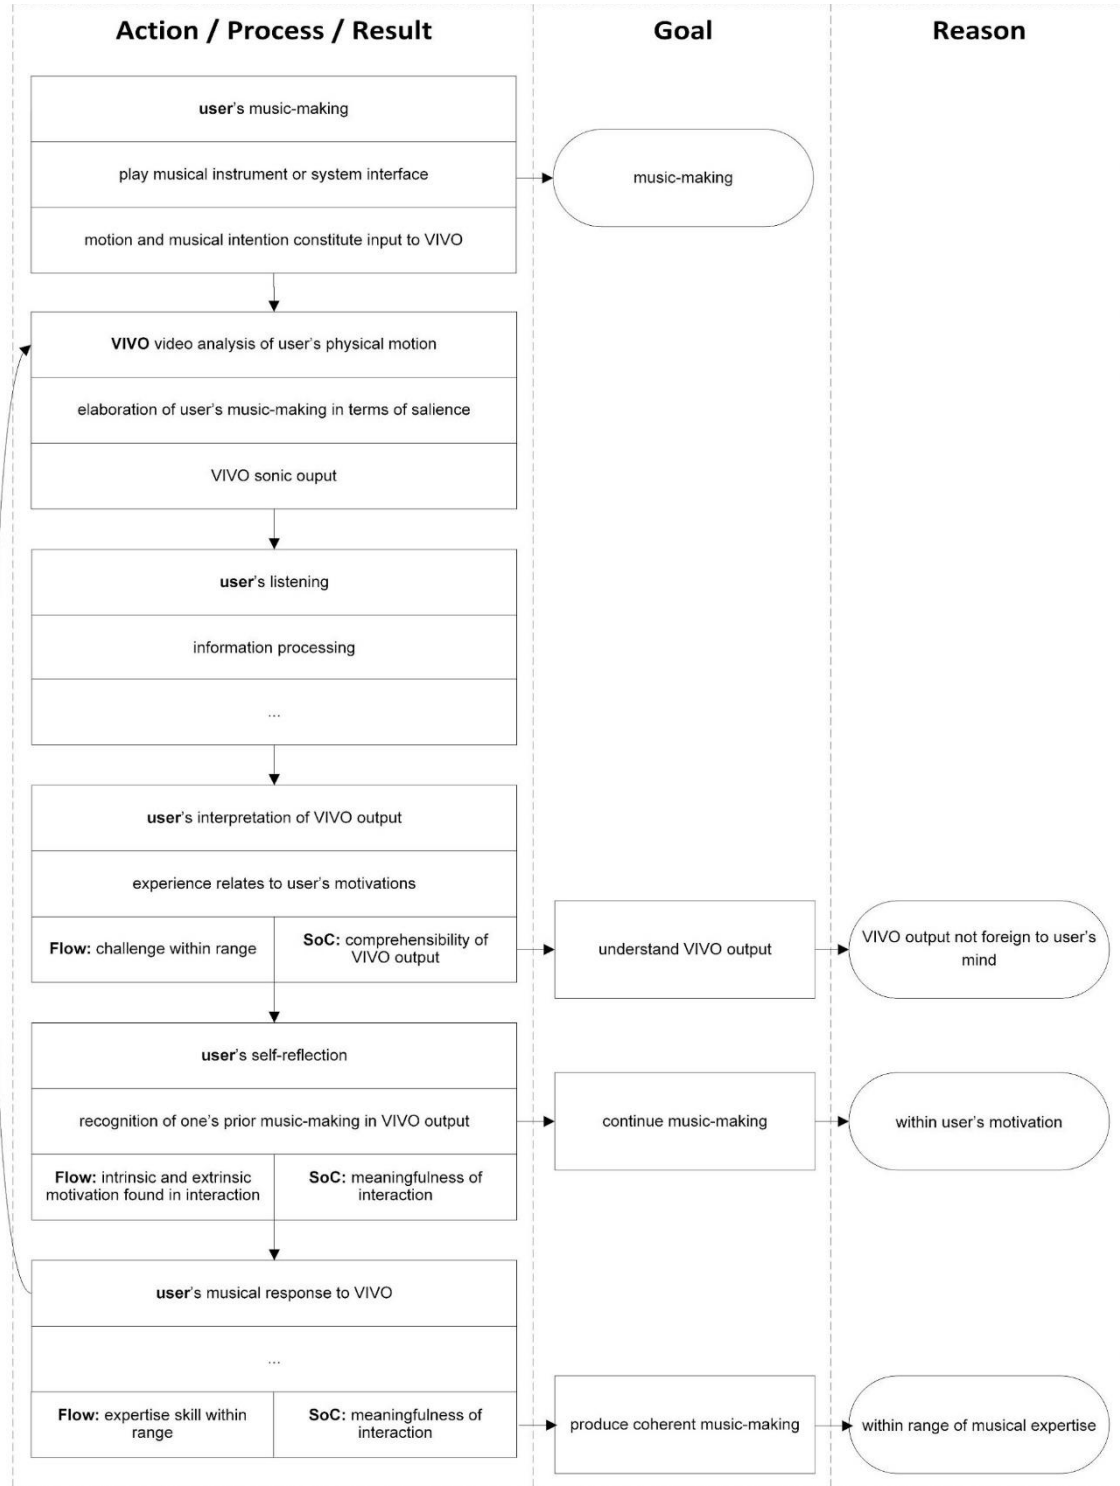 Action / Process / Result
Goal
Reason
user's music-making
play musical instrument or system interface
motion and musical intention constitute input to VIVO
music-making
VIVO video analysis of user's physical motion
elaboration of user's music-making in terms of salience
VIVO sonic ouput
user's listening
information processing
...
user's interpretation of VIVO output
experience relates to user's motivations
Flow: challenge within range
SoC: comprehensibility of
VIVO output
understand VIVO output
VIVO output not foreign to user's
mind
user's self-reflection
recognition of one's prior music-making in VIVO output
Flow: intrinsic and extrinsic
motivation found in interaction
SoC: meaningfulness of
interaction
continue music-making
within user's motivation
user's musical response to VIVO
...
Flow: expertise skill within
range
SoC: meaningfulness of
interaction
produce coherent music-making
within range of musical expertise